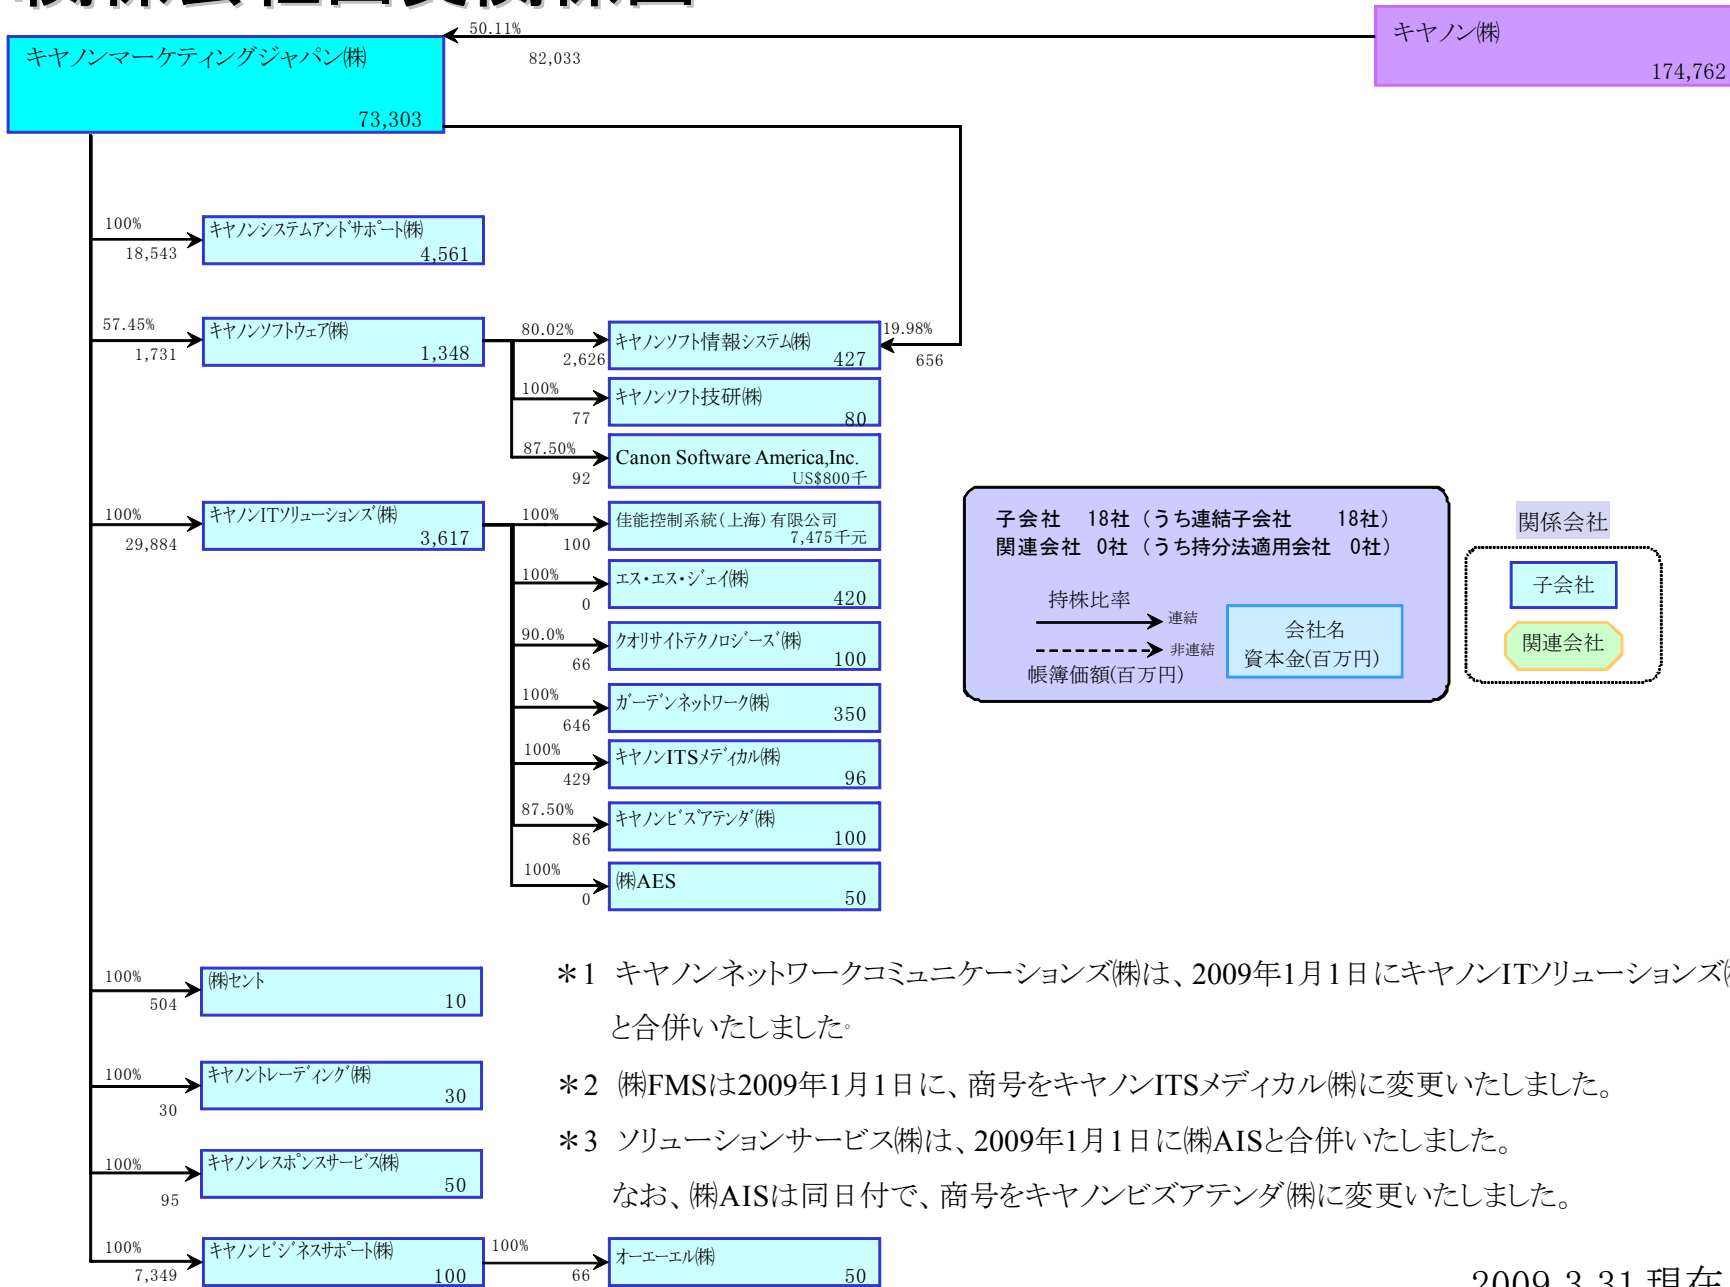 関係会社出資関係図
50.11%
82,033
キヤノン㈱
174,762
キヤノンマーケティングジャパン㈱
73,303
100%
18,543
キヤノンシステムアンドサポート㈱
4,561
57.45%
1,731
キヤノンソフトウェア㈱
1,348
80.02%
2,626
キヤノンソフト情報システム㈱
427
19.98%
656
100%
77
キヤノンソフト技研㈱
80
87.50%
92
Canon Software America,Inc.
US$800千
100%
29,884
キヤノンITソリューションズ㈱
3,617
100%
100
佳能控制系統(上海)有限公司
7,475千元
100%
0
エス・エス・ジェイ㈱
420
90.0%
66
クオリサイトテクノロジーズ㈱
100
100%
646
ガーデンネットワーク㈱
350
100%
429
キヤノンITSメディカル㈱
96
87.50%
86
キヤノンビズアテンダ㈱
100
100%
0
㈱AES
50
子会社 18社(うち連結子会社 18社)
関連会社 0社(うち持分法適用会社 0社)
持株比率
連結
非連結
帳簿価額(百万円)
会社名
資本金(百万円)
関係会社
子会社
関連会社
100%
504
㈱セント
10
100%
30
キヤノントレーディング㈱
30
100%
95
キヤノンレスポンスサービス㈱
50
100%
7,349
キヤノンビジネスサポート㈱
100
100%
66
オーエーエル㈱
50
＊1 キヤノンネットワークコミュニケーションズ㈱は、2009年1月1日にキヤノンITソリューションズ㈱
と合併いたしました。
＊2 ㈱FMSは2009年1月1日に、商号をキヤノンITSメディカル㈱に変更いたしました。
＊3 ソリューションサービス㈱は、2009年1月1日に㈱AISと合併いたしました。
なお、㈱AISは同日付で、商号をキヤノンビズアテンダ㈱に変更いたしました。
2009.3.31 現在